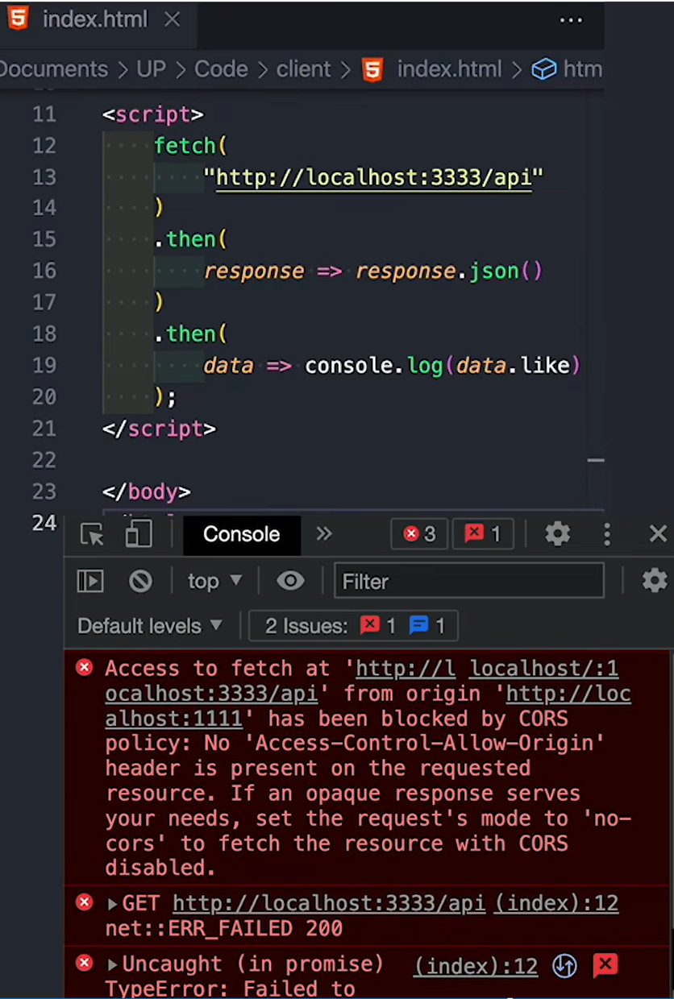 index.html
...
Documents > UP > Code > client > index.html > htm
11 <script>
12 fetch(
13 "http://localhost:3333/api"
14 )
15 .then(
16 response => response.json()
17 )
18 .then(
19 data => console.log(data.like)
20 );
21 </script>
22
23 </body>
24
Console 3 1
top Filter
Default levels 2 Issues: 1 1
Access to fetch at 'http://l localhost/:1
ocalhost:3333/api' from origin 'http://loc
alhost:1111' has been blocked by CORS
policy: No 'Access-Control-Allow-Origin'
header is present on the requested
resource. If an opaque response serves
your needs, set the request's mode to 'no-
cors' to fetch the resource with CORS
disabled.
GET http://localhost:3333/api (index):12
net::ERR_FAILED 200
Uncaught (in promise) (index):12
TypeError: Failed to